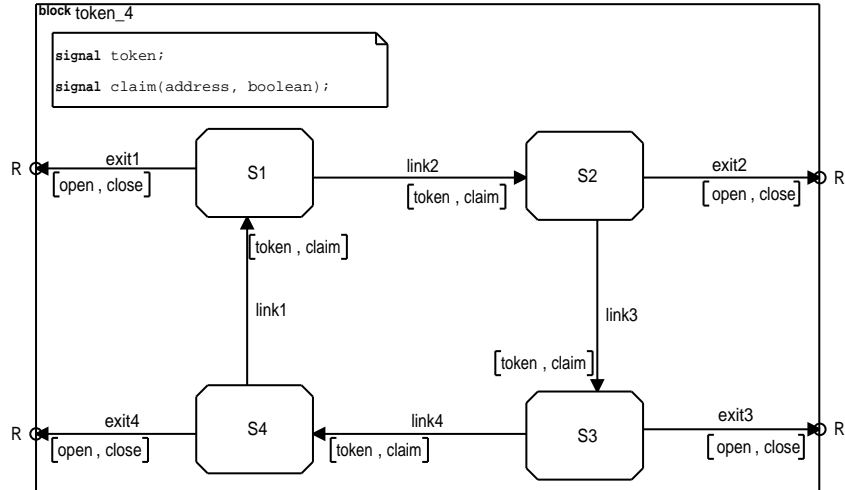 block token_4
signal token;
signal claim(address, boolean);
R
exit1
[open , close]
S1
link2
[token , claim]
S2
exit2
[open , close]
R
[token , claim]
link1
link3
[token , claim]
R
exit4
[open , close]
S4
link4
[token , claim]
S3
exit3
[open , close]
R